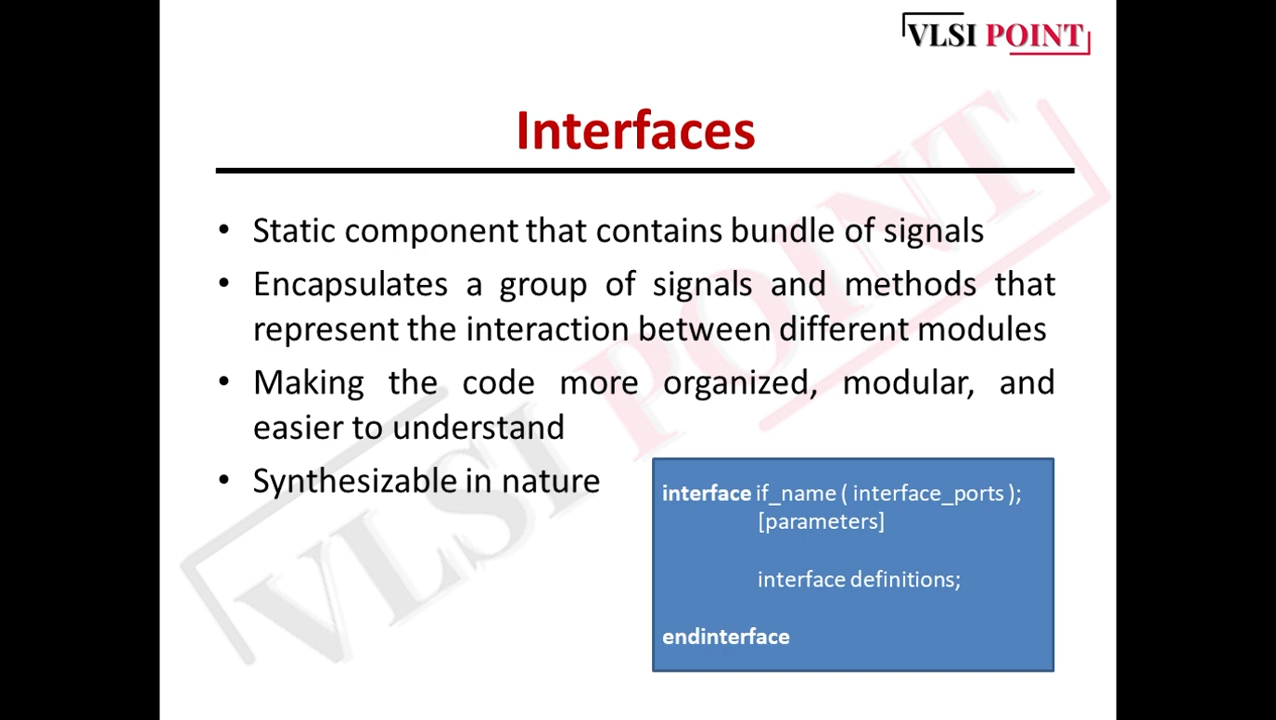 VLSI POINT
Interfaces
• Static component that contains bundle of signals
• Encapsulates a group of signals and methods that
represent the interaction between different modules
• Making the code more organized, modular, and
easier to understand
• Synthesizable in nature
interface if_name ( interface_ports );
[parameters]
interface definitions;
endinterface
VLSI POINT